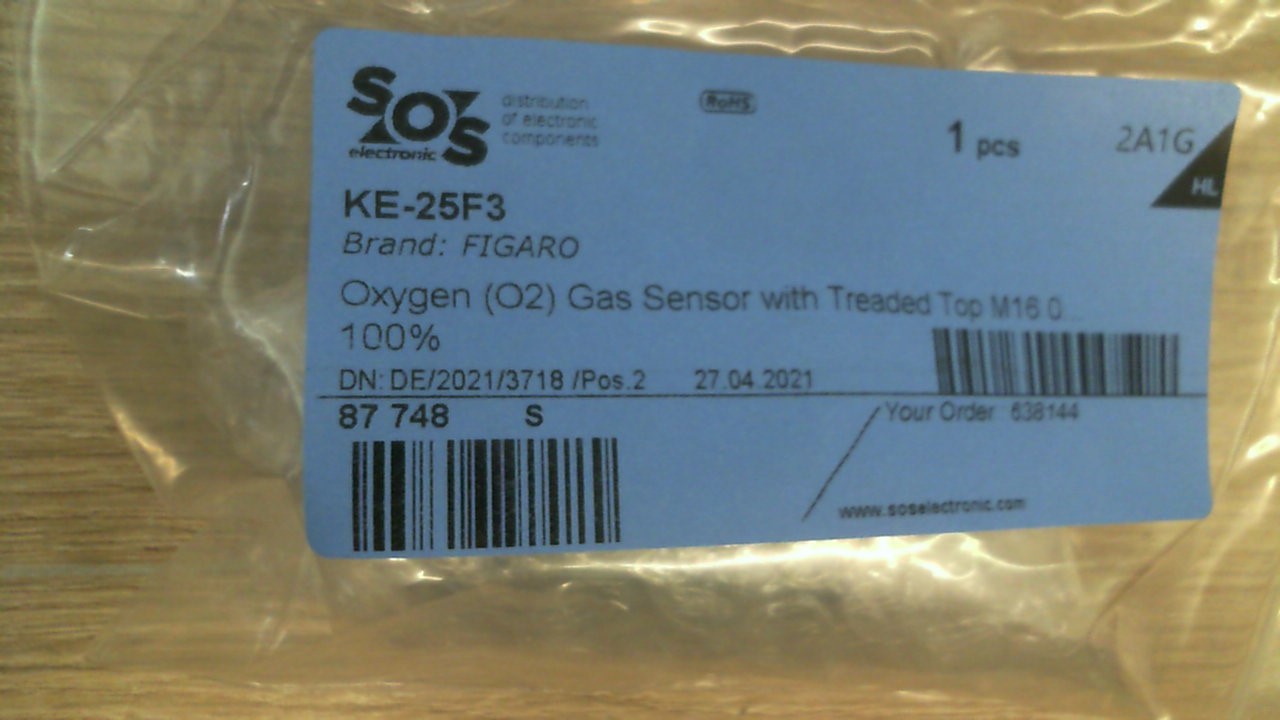 SOS
electronic
distribution
of electronic
components
RoHS
1 pcs
2A1G
HL
KE-25F3
Brand: FIGARO
Oxygen (O2) Gas Sensor with Treaded Top M16 0...
100%
DN: DE/2021/3718 /Pos.2 27.04.2021
87 748 S
Your Order 638144
www.soselectronic.com